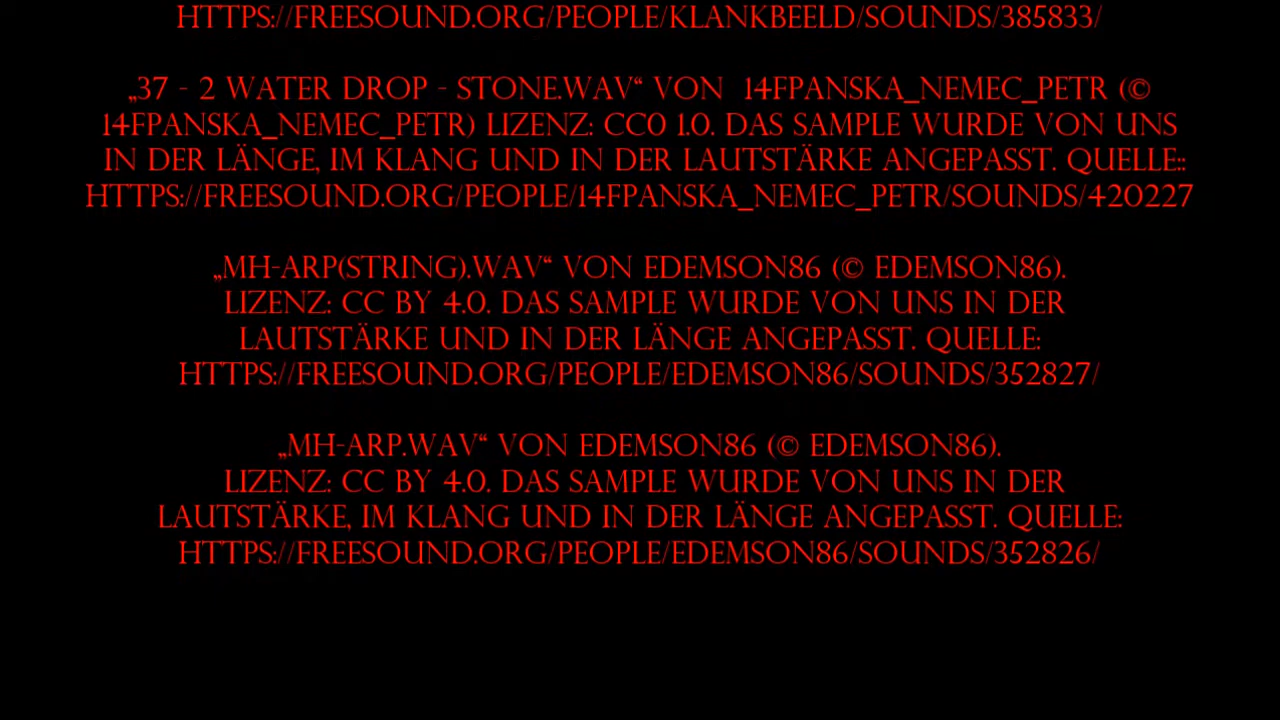 HTTPS://FREESOUND.ORG/PEOPLE/KLANKBEELD/SOUNDS/385833/
„37 - 2 WATER DROP - STONE.WAV“ VON 14FPANSKA_NEMEC_PETR (©
14FPANSKA_NEMEC_PETR) LIZENZ: CC0 1.0. DAS SAMPLE WURDE VON UNS
IN DER LÄNGE, IM KLANG UND IN DER LAUTSTÄRKE ANGEPASST. QUELLE::
HTTPS://FREESOUND.ORG/PEOPLE/14FPANSKA_NEMEC_PETR/SOUNDS/420227
„MH-ARP(STRING).WAV“ VON EDEMSON86 (© EDEMSON86).
LIZENZ: CC BY 4.0. DAS SAMPLE WURDE VON UNS IN DER
LAUTSTÄRKE UND IN DER LÄNGE ANGEPASST. QUELLE:
HTTPS://FREESOUND.ORG/PEOPLE/EDEMSON86/SOUNDS/352827/
„MH-ARP.WAV“ VON EDEMSON86 (© EDEMSON86).
LIZENZ: CC BY 4.0. DAS SAMPLE WURDE VON UNS IN DER
LAUTSTÄRKE, IM KLANG UND IN DER LÄNGE ANGEPASST. QUELLE:
HTTPS://FREESOUND.ORG/PEOPLE/EDEMSON86/SOUNDS/352826/